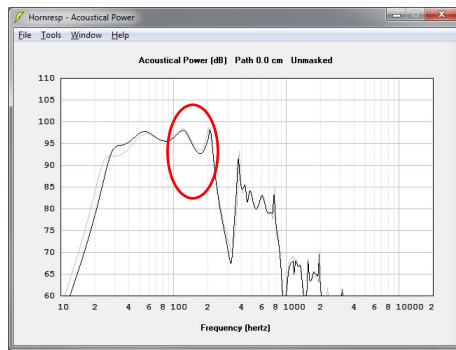 Hornresp - Acoustical Power
File Tools Window Help
Acoustical Power (dB) Path 0.0 cm Unmasked
110
105
100
95
90
85
80
75
70
65
60
10 2 4 6 8 100 2 4 6 8 1000 2 4 6 8 10000 2
Frequency (hertz)